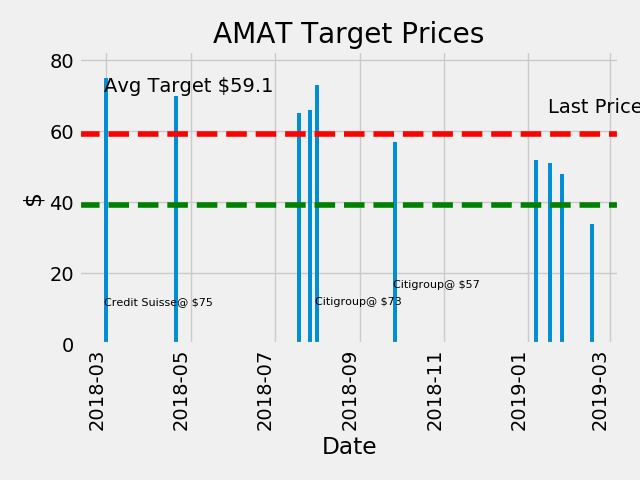 AMAT Target Prices
80
Avg Target $59.1
Last Price
60
$
40
20
Citigroup@ $57
Credit Suisse@ $75
Citigroup@ $73
0
2018-03
2018-05
2018-07
2018-09
2018-11
2019-01
2019-03
Date